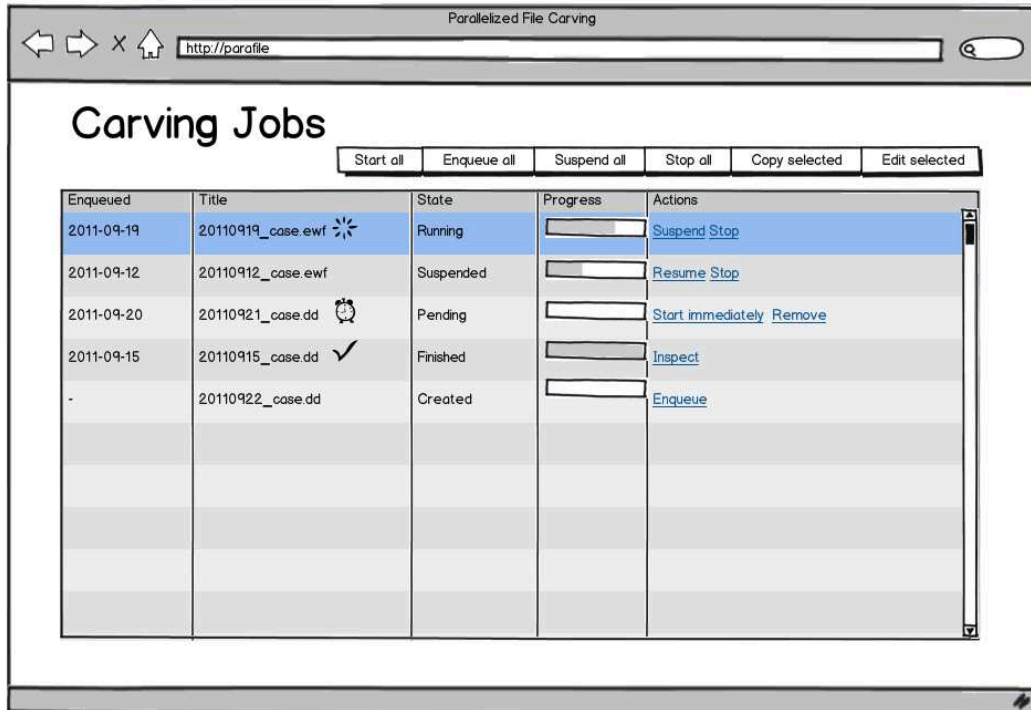 Parallelized File Carving
http://parafile
Carving Jobs
Start all Enqueue all Suspend all Stop all Copy selected Edit selected
Enqueued Title State Progress Actions
2011-09-19 20110919_case.ewf Running Suspend Stop
2011-09-12 20110912_case.ewf Suspended Resume Stop
2011-09-20 20110921_case.dd Pending Start immediately Remove
2011-09-15 20110915_case.dd Finished Inspect
- 20110922_case.dd Created Enqueue